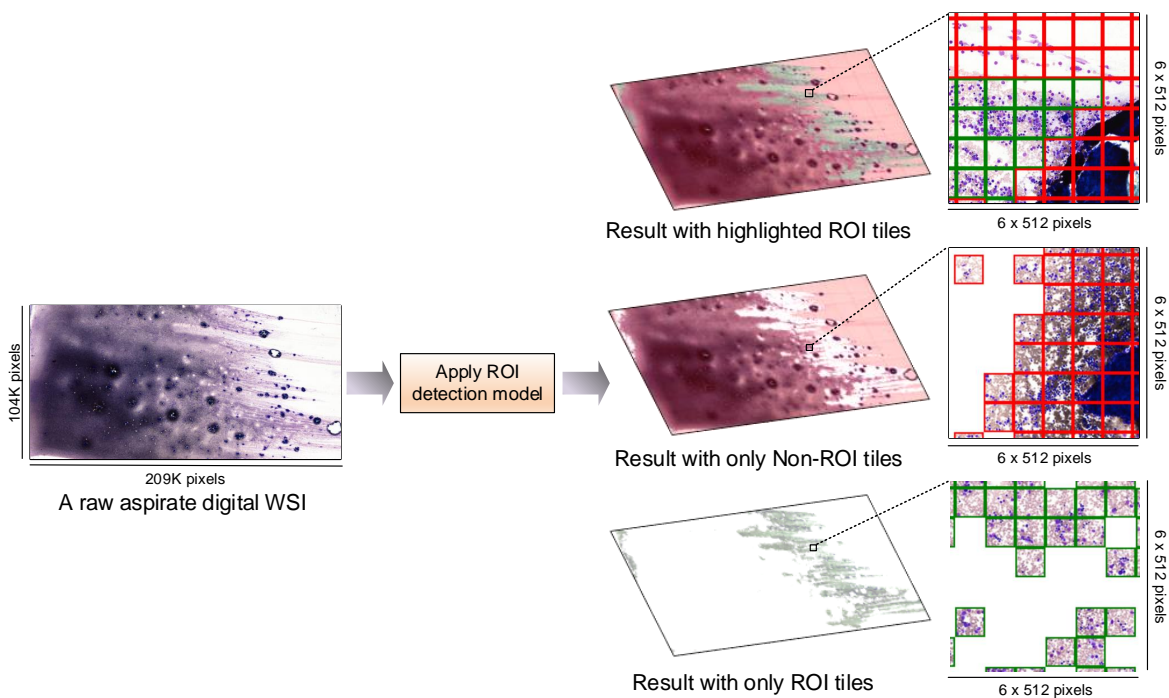 6 x 512 pixels
6 x 512 pixels
Result with highlighted ROI tiles
104K pixels
Apply ROI
detection model
6 x 512 pixels
209K pixels
A raw aspirate digital WSI
Result with only Non-ROI tiles
6 x 512 pixels
6 x 512 pixels
Result with only ROI tiles
6 x 512 pixels